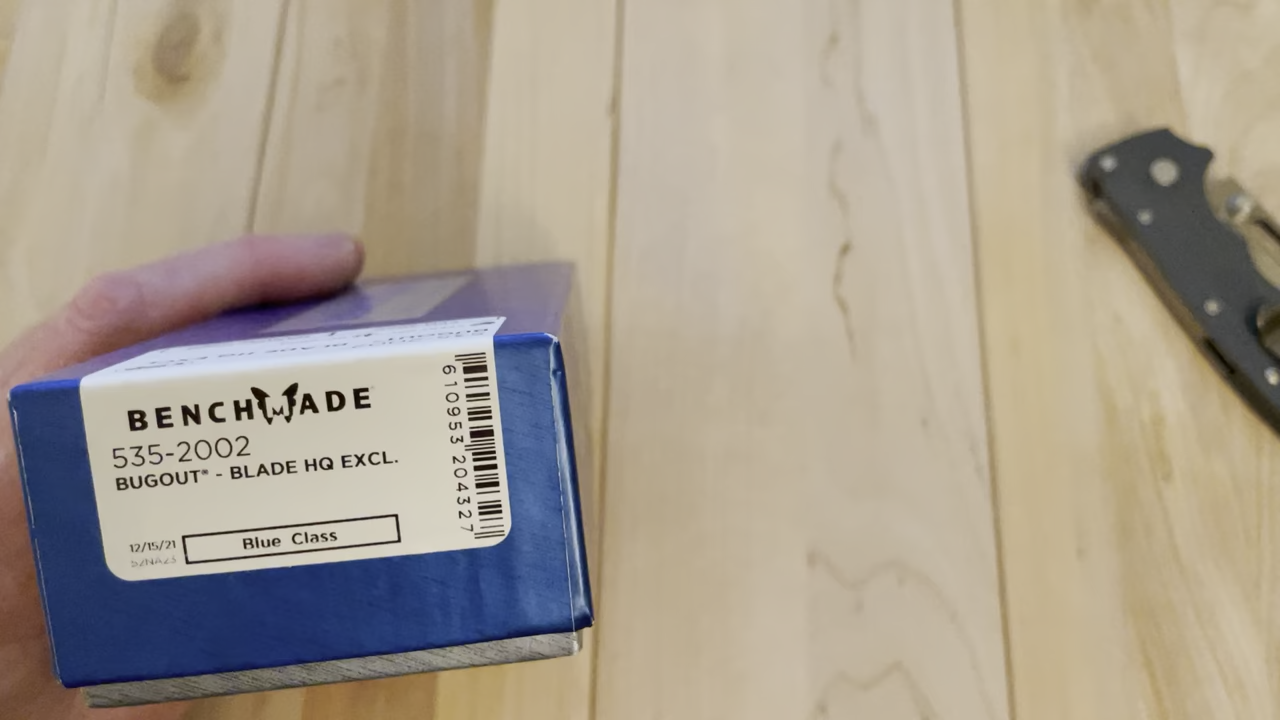 BENCHMADE
535-2002
BUGOUT® - BLADE HQ EXCL.
12/15/21
Blue Class
610953 204327